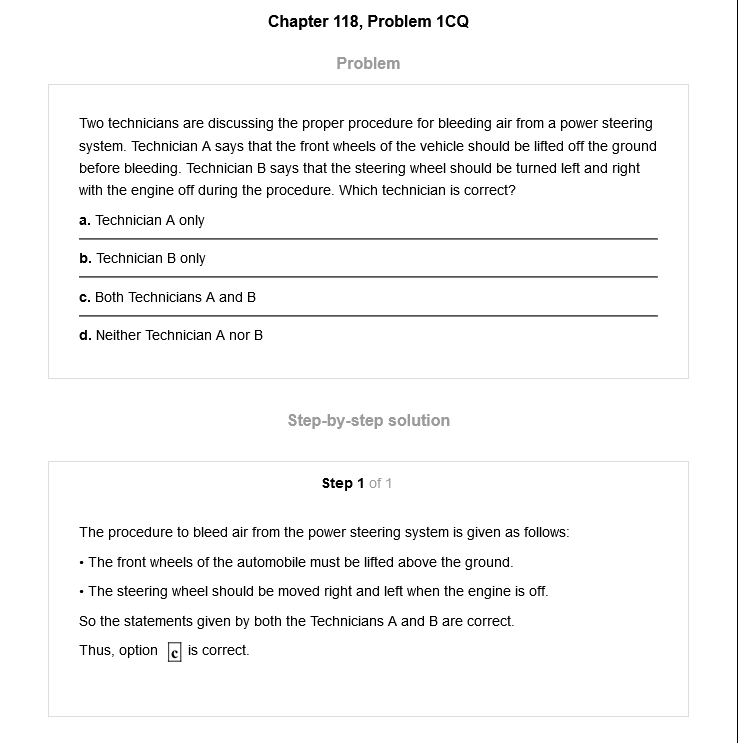 Chapter 118, Problem 1CQ
Problem
Two technicians are discussing the proper procedure for bleeding air from a power steering
system. Technician A says that the front wheels of the vehicle should be lifted off the ground
before bleeding. Technician B says that the steering wheel should be turned left and right
with the engine off during the procedure. Which technician is correct?
a. Technician A only
b. Technician B only
c. Both Technicians A and B
d. Neither Technician A nor B
Step-by-step solution
Step 1 of 1
The procedure to bleed air from the power steering system is given as follows:
• The front wheels of the automobile must be lifted above the ground.
• The steering wheel should be moved right and left when the engine is off.
So the statements given by both the Technicians A and B are correct.
Thus, option c is correct.